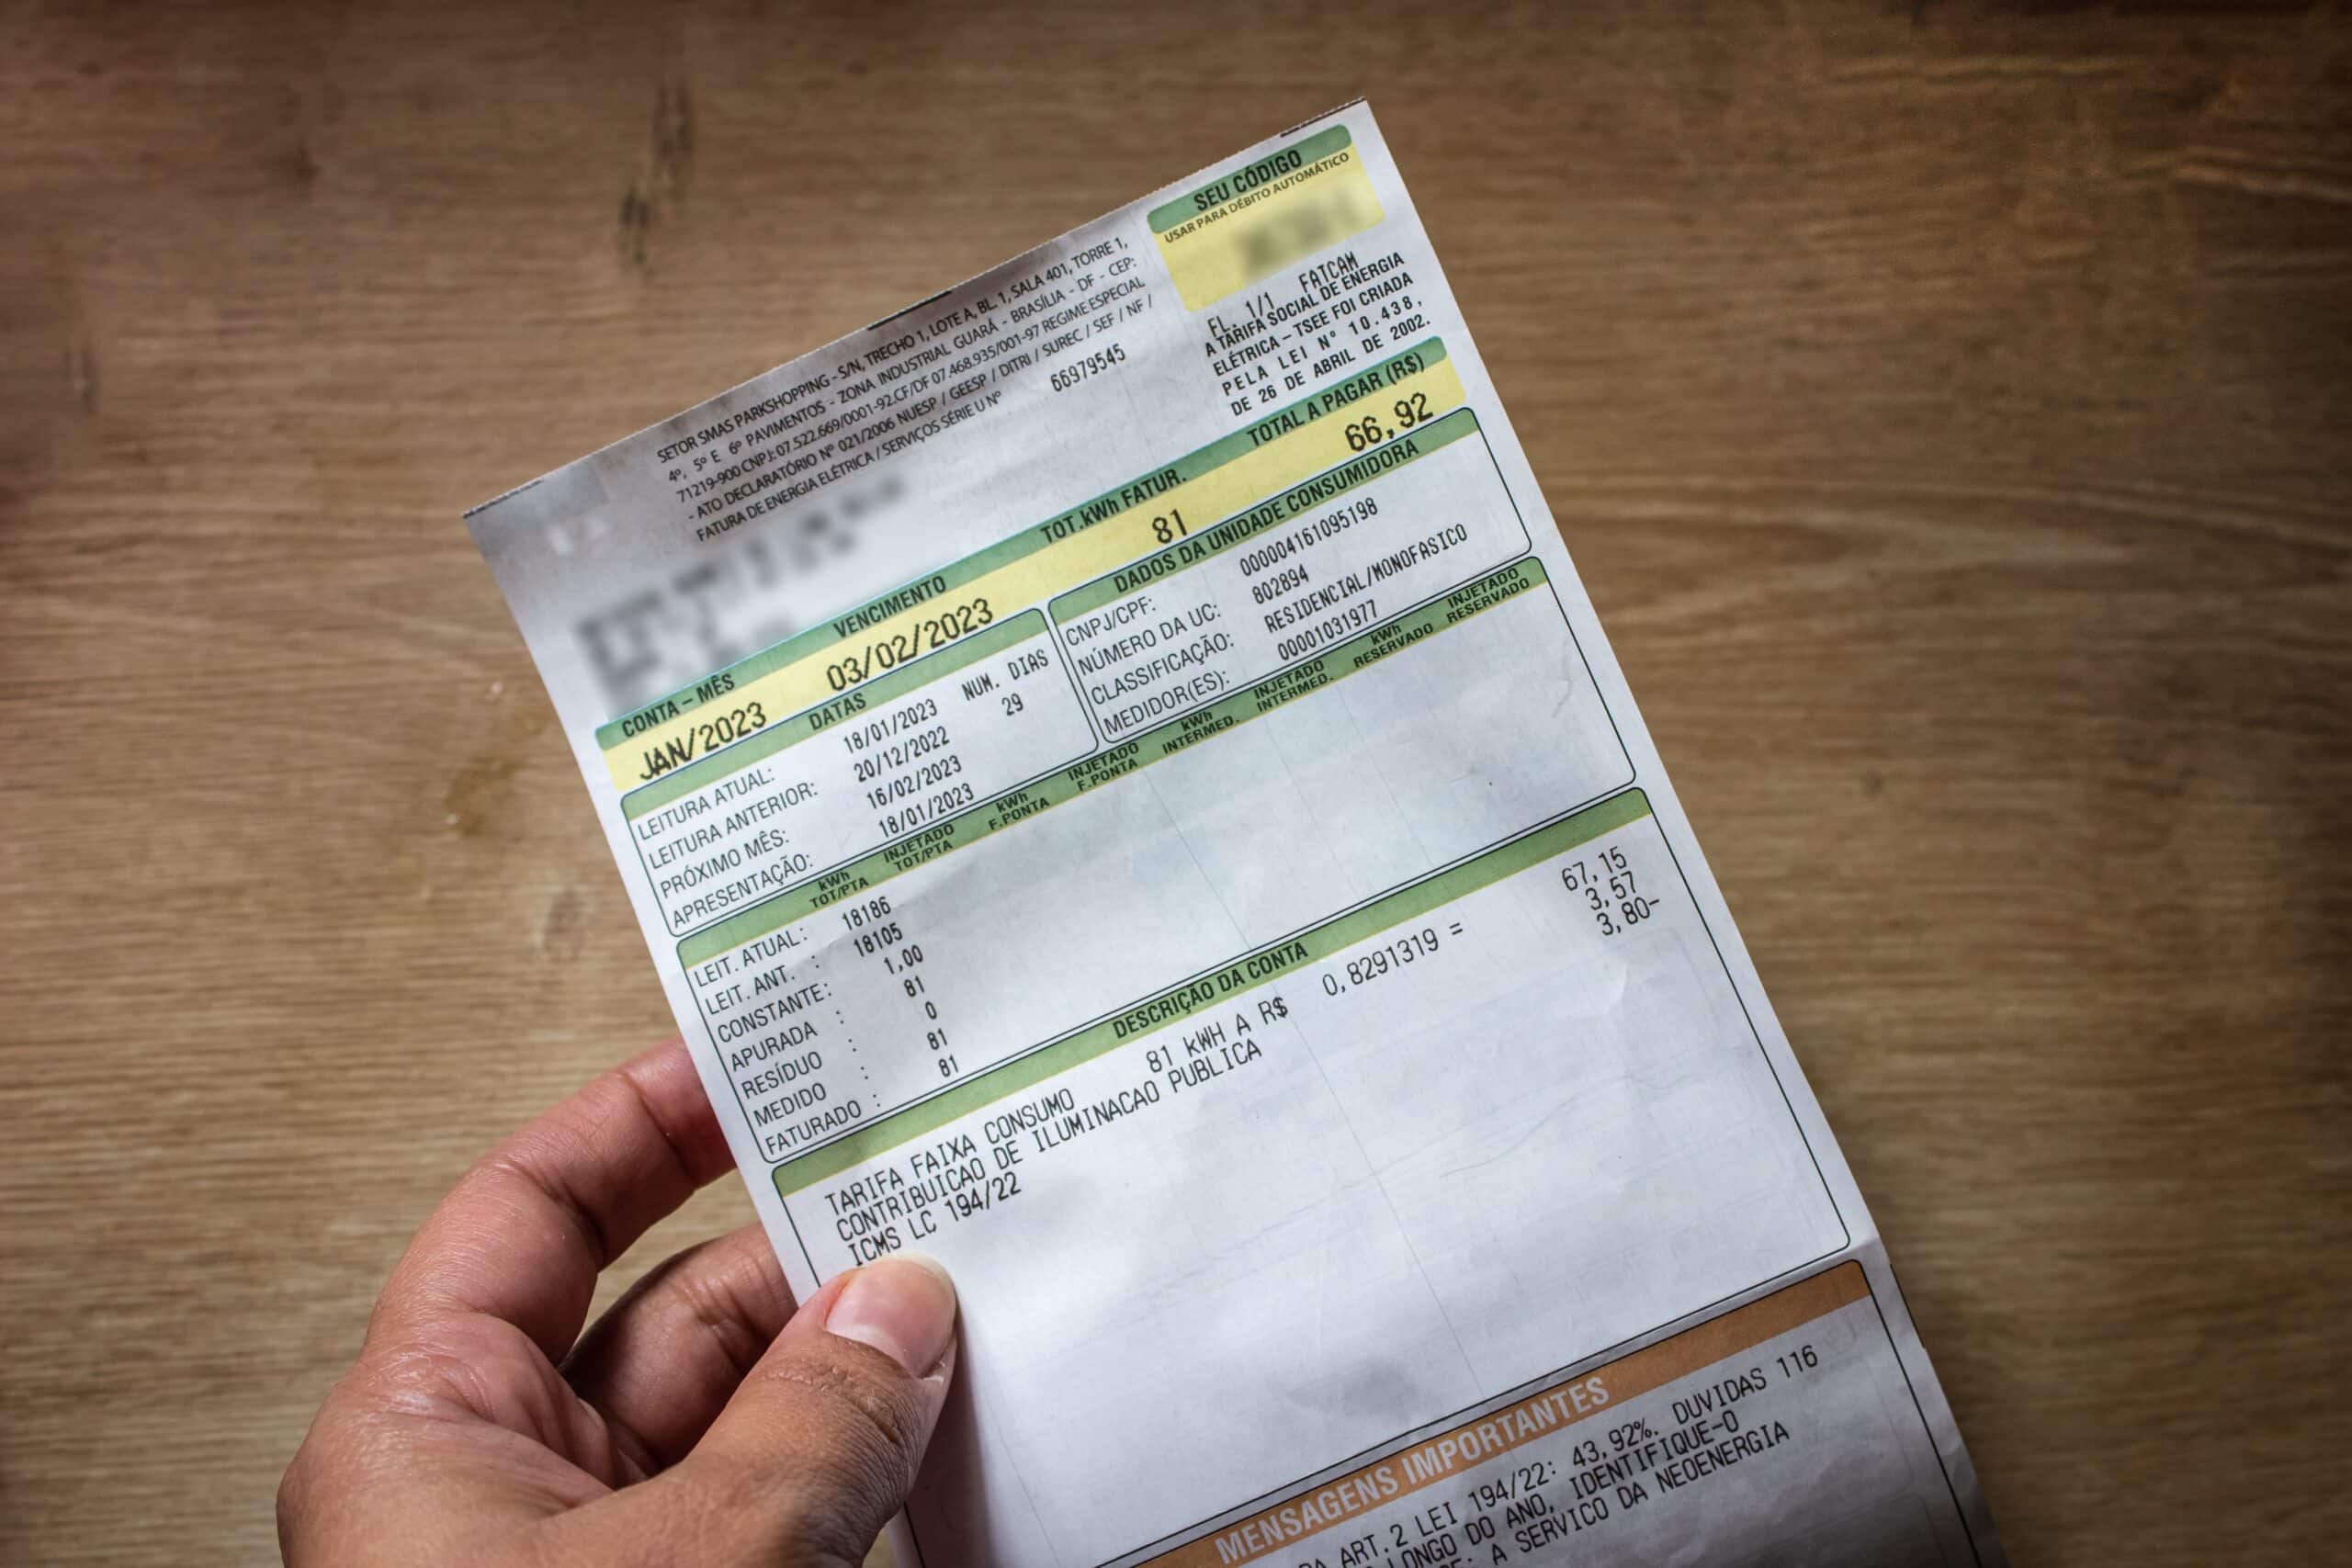 SEU CÓDIGO
USAR PARA DÉBITO AUTOMÁTICO
SETOR SMAS PARKSHOPPING - S/N, TRECHO 1, LOTE A, BL. 1, SALA 401, TORRE 1,
4º, 5º E 6º PAVIMENTOS - ZONA INDUSTRIAL GUARÁ - BRASÍLIA - DF - CEP:
71219-900 CNPJ: 07.522.669/0001-92.CF/DF 07.468.935/001-97 REGIME ESPECIAL
- ATO DECLARATÓRIO Nº 021/2006 NUESP / GEESP / DITRI / SUREC / SEF / NF /
FATURA DE ENERGIA ELÉTRICA / SERVIÇOS SÉRIE U Nº 66979545
FL. 1/1 FATCAM
A TARIFA SOCIAL DE ENERGIA
ELÉTRICA – TSEE FOI CRIADA
PELA LEI Nº 10.438,
DE 26 DE ABRIL DE 2002.
CONTA – MÊS VENCIMENTO TOT.kWh FATUR. TOTAL A PAGAR (R$)
JAN/2023 03/02/2023 81 66,92
DATAS
LEITURA ATUAL: 18/01/2023 NUM. DIAS
LEITURA ANTERIOR: 20/12/2022 29
PRÓXIMO MÊS: 16/02/2023
APRESENTAÇÃO: 18/01/2023
DADOS DA UNIDADE CONSUMIDORA
CNPJ/CPF: 000004161095198
NÚMERO DA UC: 802894
CLASSIFICAÇÃO: RESIDENCIAL/MONOFASICO
MEDIDOR(ES): 00001031977
kWh INJETADO kWh INJETADO kWh INJETADO kWh INJETADO
TOT/PTA TOT/PTA F.PONTA F.PONTA INTERMED. INTERMED. RESERVADO RESERVADO
LEIT. ATUAL: 18186
LEIT. ANT. : 18105
CONSTANTE: 1,00
APURADA : 81
RESÍDUO : 0
MEDIDO : 81
FATURADO : 81
DESCRIÇÃO DA CONTA
TARIFA FAIXA CONSUMO 81 kWH A R$ 0,8291319 = 67,15
CONTRIBUICAO DE ILUMINACAO PUBLICA 3,57
ICMS LC 194/22 3,80-
MENSAGENS IMPORTANTES
ART.2 LEI 194/22: 43,92%. DUVIDAS 116
LONGO DO ANO, IDENTIFIQUE-O
A SERVICO DA NEOENERGIA